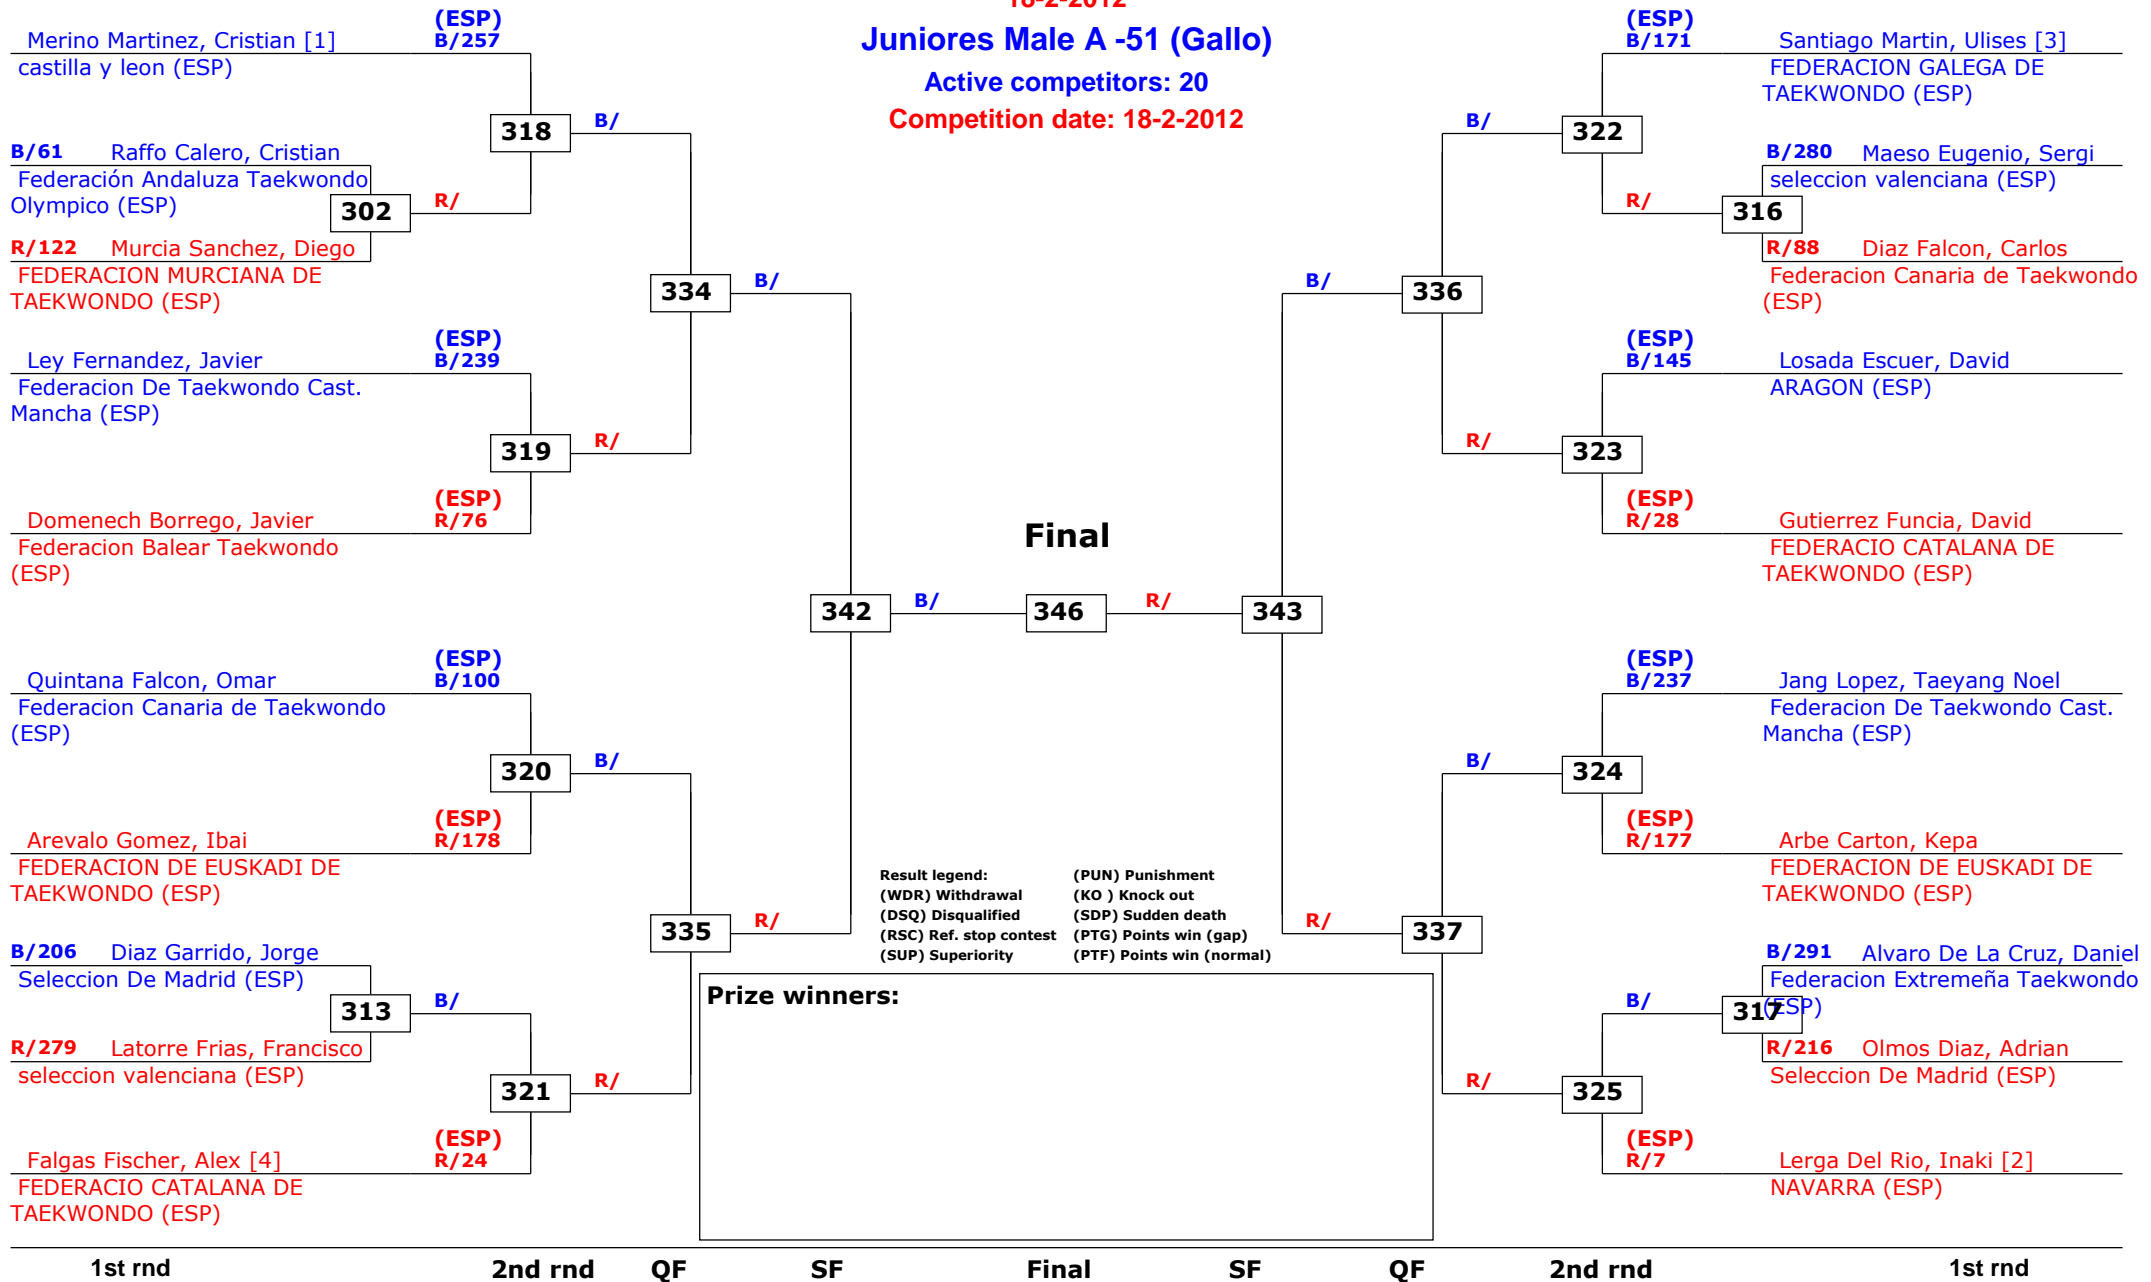 18-2-2012
Juniores Male A -51 (Gallo)
Active competitors: 20
Competition date: 18-2-2012
(ESP)
B/257
Merino Martinez, Cristian [1]
castilla y leon (ESP)
318
B/
B/61 Raffo Calero, Cristian
Federación Andaluza Taekwondo
Olympico (ESP)
302
R/
R/122 Murcia Sanchez, Diego
FEDERACION MURCIANA DE
TAEKWONDO (ESP)
334
B/
(ESP)
B/239
Ley Fernandez, Javier
Federacion De Taekwondo Cast.
Mancha (ESP)
319
R/
(ESP)
R/76
Domenech Borrego, Javier
Federacion Balear Taekwondo
(ESP)
342
B/
(ESP)
B/100
Quintana Falcon, Omar
Federacion Canaria de Taekwondo
(ESP)
320
B/
(ESP)
R/178
Arevalo Gomez, Ibai
FEDERACION DE EUSKADI DE
TAEKWONDO (ESP)
335
R/
B/206 Diaz Garrido, Jorge
Seleccion De Madrid (ESP)
313
B/
R/279 Latorre Frias, Francisco
seleccion valenciana (ESP)
321
R/
(ESP)
R/24
Falgas Fischer, Alex [4]
FEDERACIO CATALANA DE
TAEKWONDO (ESP)
Final
346
R/
343
(ESP)
B/171
Santiago Martin, Ulises [3]
FEDERACION GALEGA DE
TAEKWONDO (ESP)
B/
322
B/280 Maeso Eugenio, Sergi
seleccion valenciana (ESP)
R/
316
R/88 Diaz Falcon, Carlos
Federacion Canaria de Taekwondo
(ESP)
B/
336
(ESP)
B/145
Losada Escuer, David
ARAGON (ESP)
R/
323
(ESP)
R/28
Gutierrez Funcia, David
FEDERACIO CATALANA DE
TAEKWONDO (ESP)
(ESP)
B/237
Jang Lopez, Taeyang Noel
Federacion De Taekwondo Cast.
Mancha (ESP)
B/
324
(ESP)
R/177
Arbe Carton, Kepa
FEDERACION DE EUSKADI DE
TAEKWONDO (ESP)
R/
337
B/291 Alvaro De La Cruz, Daniel
Federacion Extremeña Taekwondo
(ESP)
B/
317
R/216 Olmos Diaz, Adrian
Seleccion De Madrid (ESP)
R/
325
(ESP)
R/7
Lerga Del Rio, Inaki [2]
NAVARRA (ESP)
Result legend: (PUN) Punishment
(WDR) Withdrawal (KO ) Knock out
(DSQ) Disqualified (SDP) Sudden death
(RSC) Ref. stop contest (PTG) Points win (gap)
(SUP) Superiority (PTF) Points win (normal)
Prize winners:
1st rnd 2nd rnd QF SF Final SF QF 2nd rnd 1st rnd